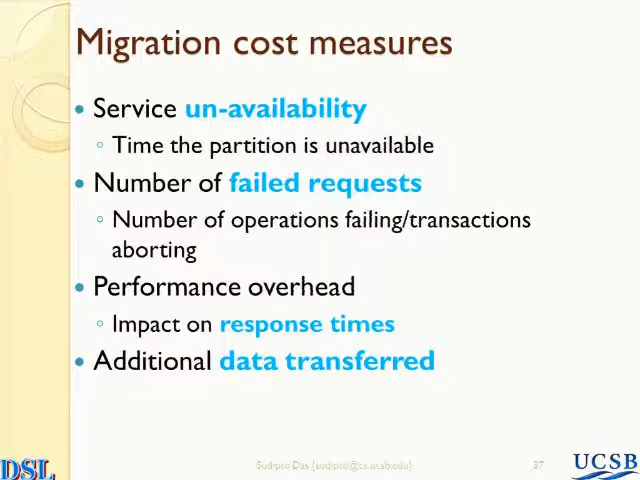 Migration cost measures
Service un-availability
Time the partition is unavailable
Number of failed requests
Number of operations failing/transactions
aborting
Performance overhead
Impact on response times
Additional data transferred
DSL
Sudipto Das {sudipto@cs.ucsb.edu}
37
UCSB